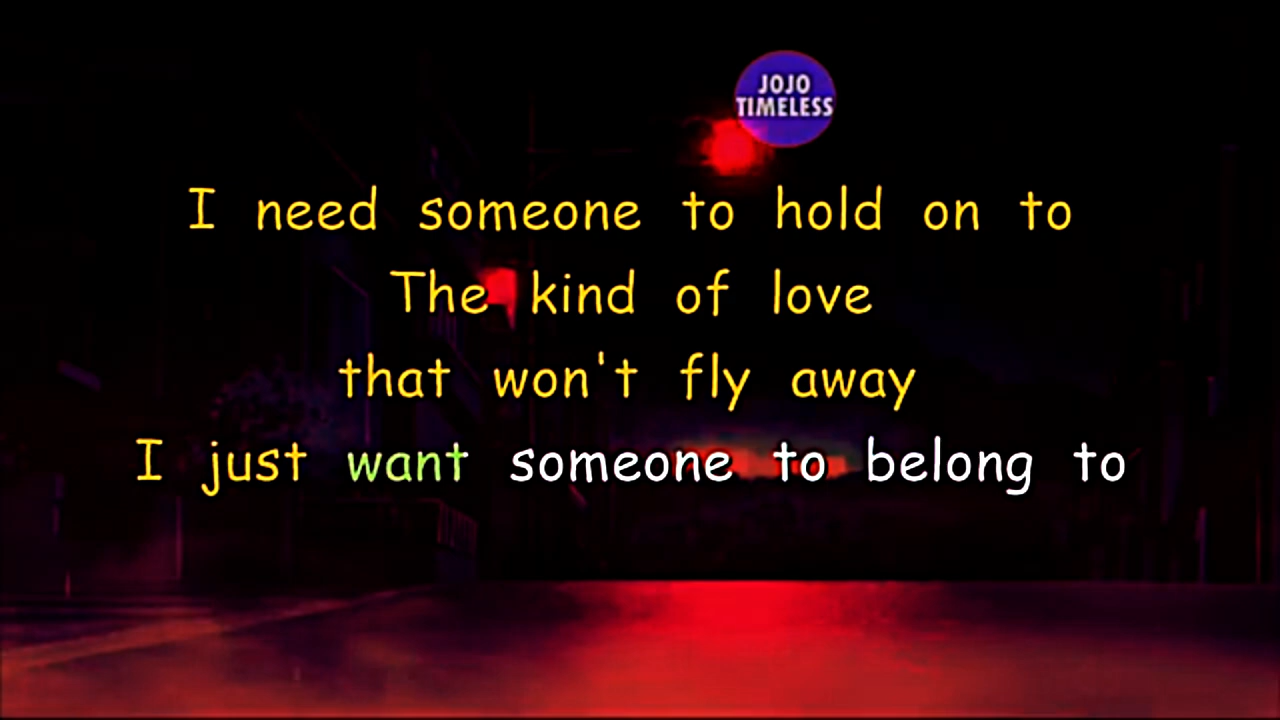 JOJO
TIMELESS
I need someone to hold on to
The kind of love
that won't fly away
I just want someone to belong to